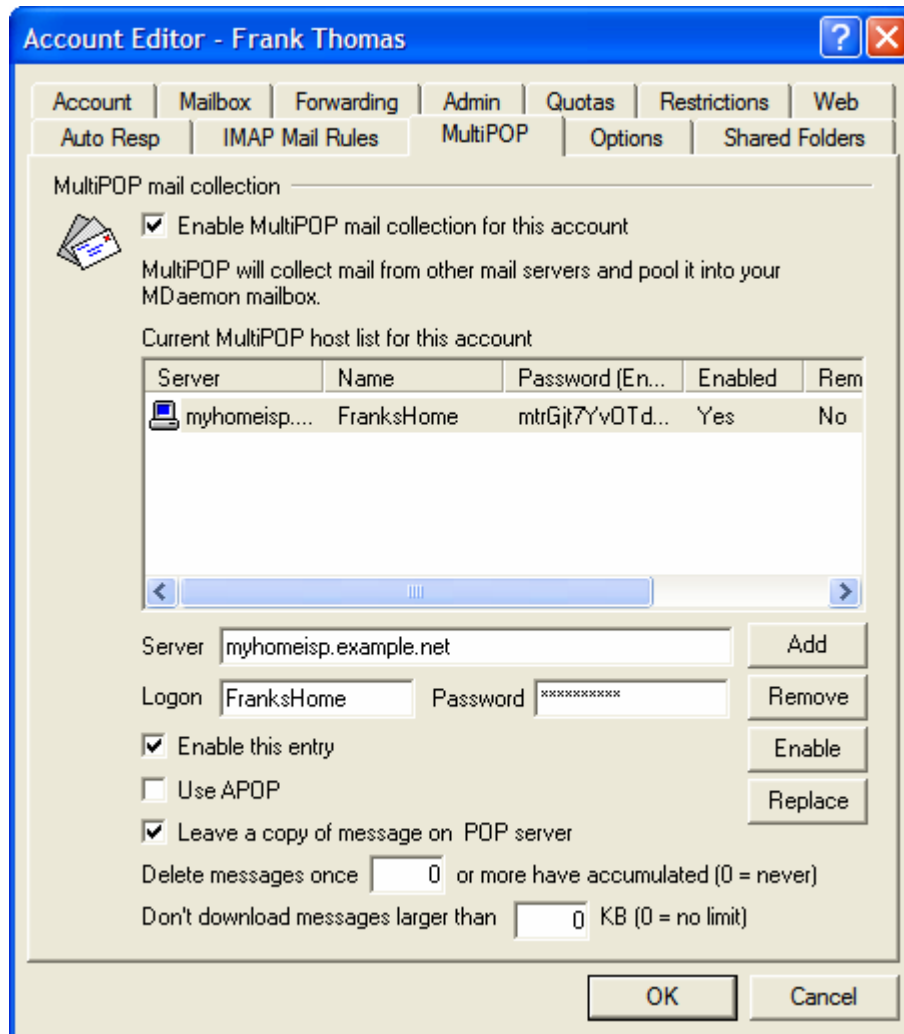 Account Editor - Frank Thomas
Account Mailbox Forwarding Admin Quotas Restrictions Web
Auto Resp IMAP Mail Rules MultiPOP Options Shared Folders
MultiPOP mail collection
Enable MultiPOP mail collection for this account
MultiPOP will collect mail from other mail servers and pool it into your
MDaemon mailbox.
Current MultiPOP host list for this account
Server Name Password (En... Enabled Rem
myhomeisp.... FranksHome mtrGjt7YvOTd... Yes No
Server myhomeisp.example.net Add
Logon FranksHome Password ********** Remove
Enable this entry Enable
Use APOP Replace
Leave a copy of message on POP server
Delete messages once 0 or more have accumulated (0 = never)
Don't download messages larger than 0 KB (0 = no limit)
OK Cancel